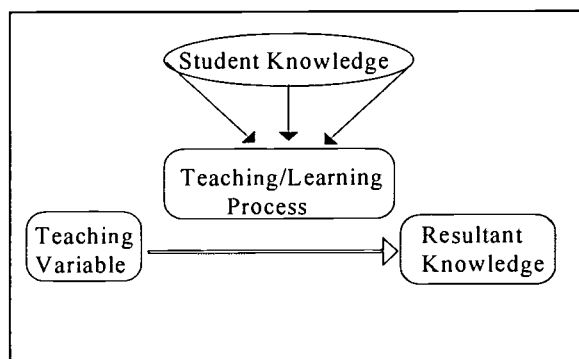 Student Knowledge
Teaching/Learning
Process
Teaching
Variable
Resultant
Knowledge